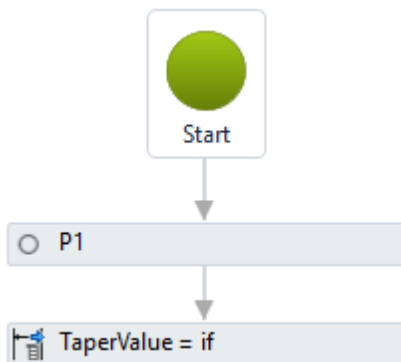 Start
P1
TaperValue = if